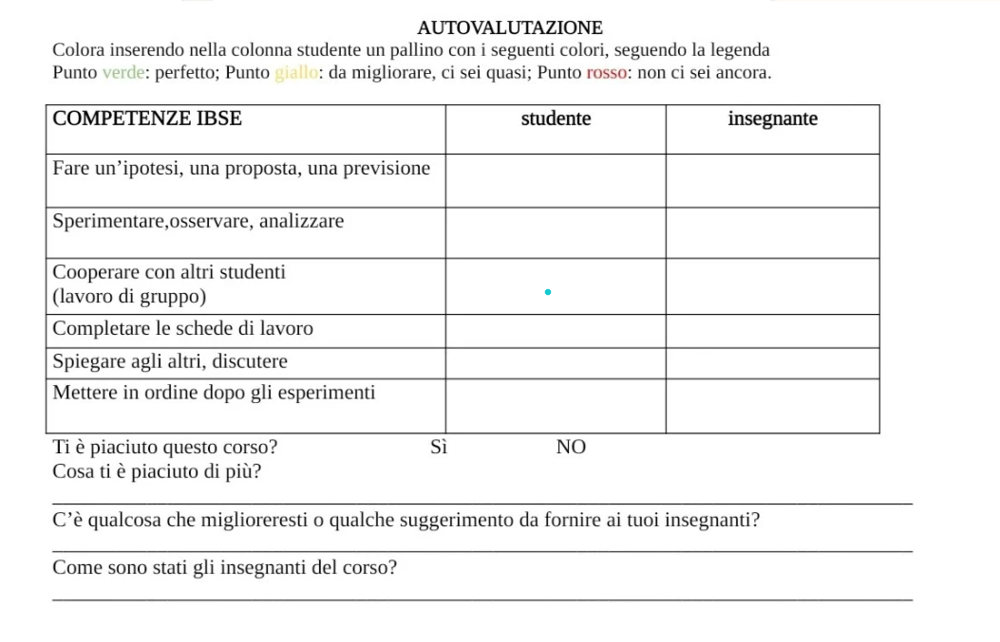 AUTOVALUTAZIONE
Colora inserendo nella colonna studente un pallino con i seguenti colori, seguendo la legenda
Punto verde: perfetto; Punto giallo: da migliorare, ci sei quasi; Punto rosso: non ci sei ancora.
COMPETENZE IBSE studente insegnante
Fare un’ipotesi, una proposta, una previsione
Sperimentare,osservare, analizzare
Cooperare con altri studenti
(lavoro di gruppo)
Completare le schede di lavoro
Spiegare agli altri, discutere
Mettere in ordine dopo gli esperimenti
Ti è piaciuto questo corso? Sì NO
Cosa ti è piaciuto di più?
C’è qualcosa che miglioreresti o qualche suggerimento da fornire ai tuoi insegnanti?
Come sono stati gli insegnanti del corso?